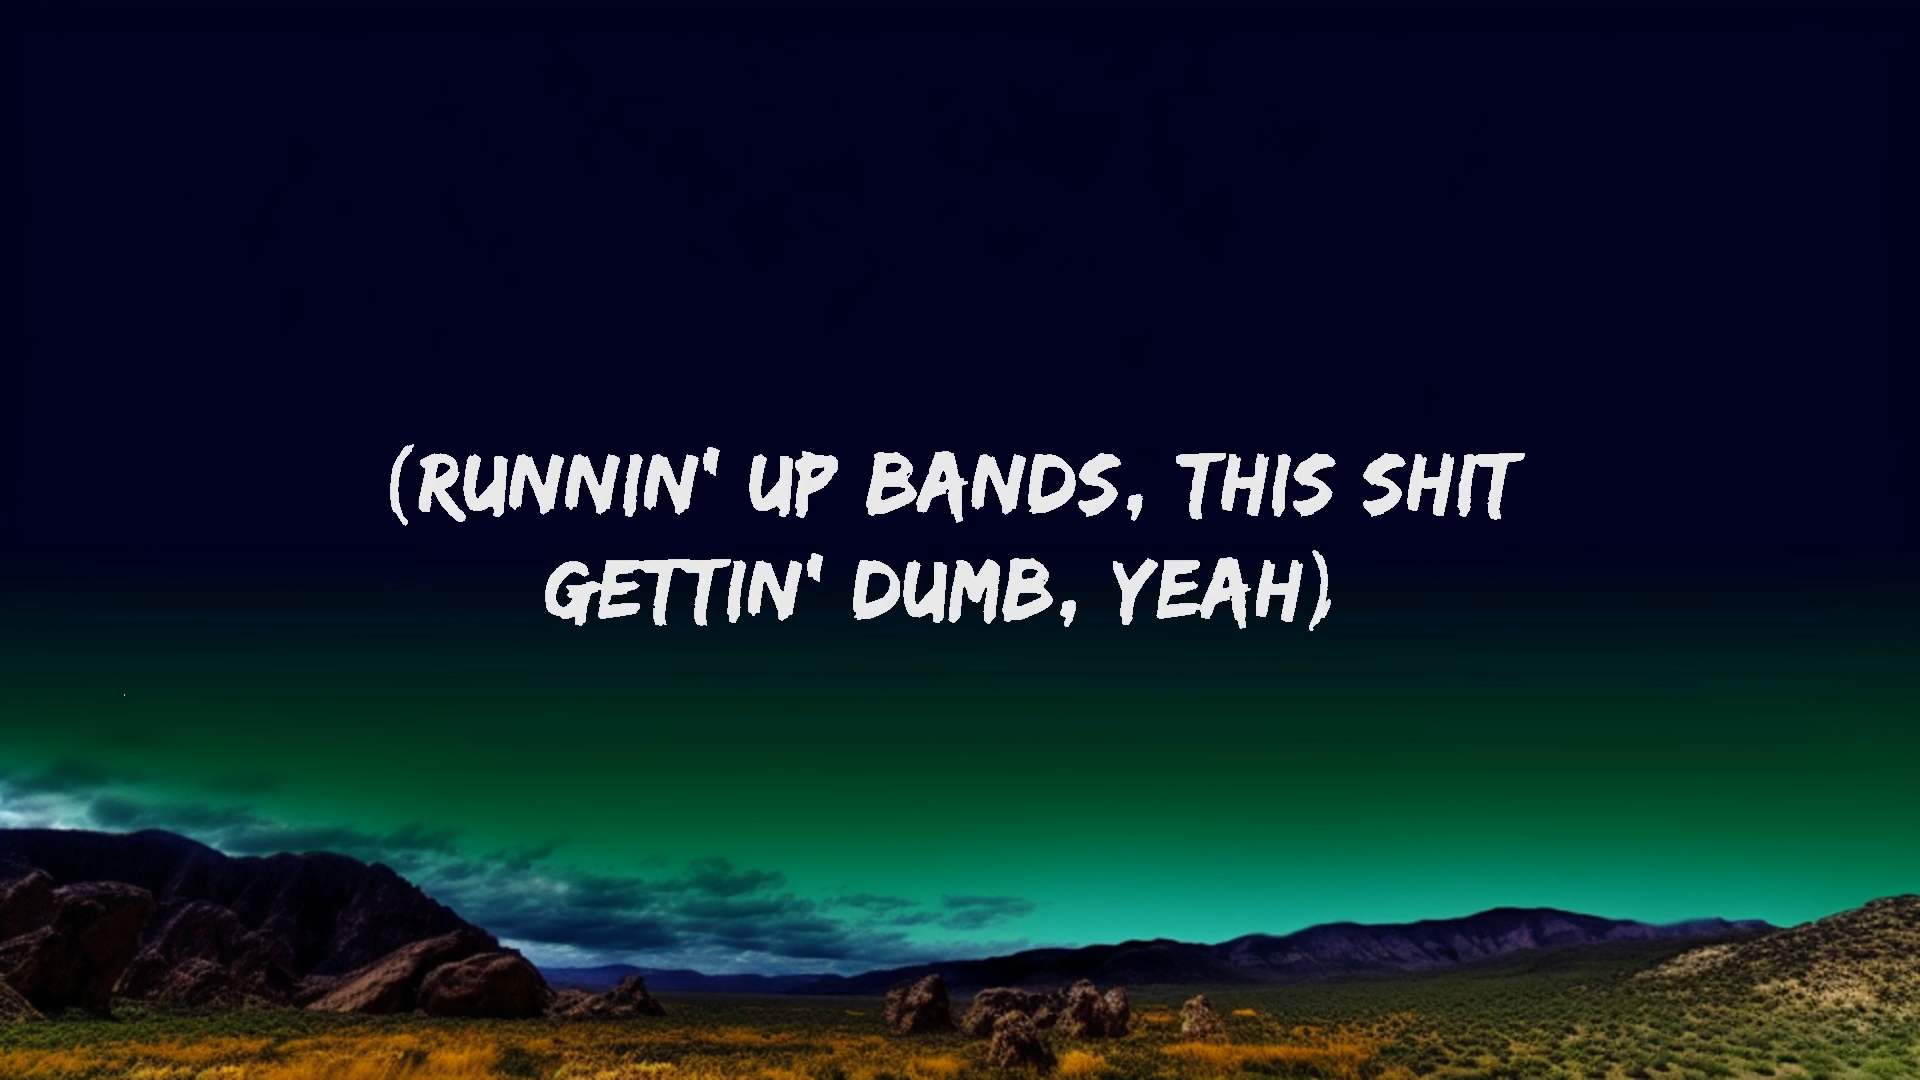 (RUNNIN' UP BANDS, THIS SHIT
GETTIN' DUMB, YEAH)